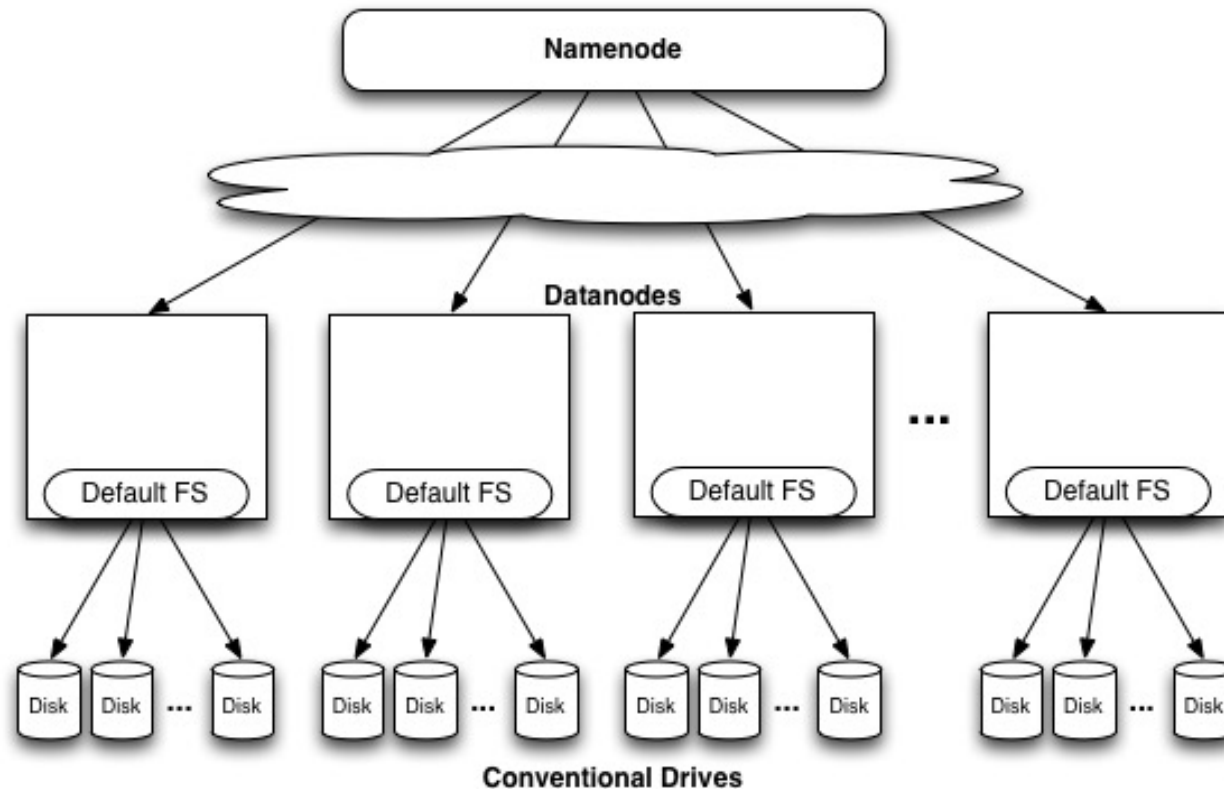 Namenode
Datanodes
...
Default FS
Default FS
Default FS
Default FS
Disk
Disk
...
Disk
Disk
Disk
...
Disk
Disk
Disk
...
Disk
Disk
Disk
...
Disk
Conventional Drives